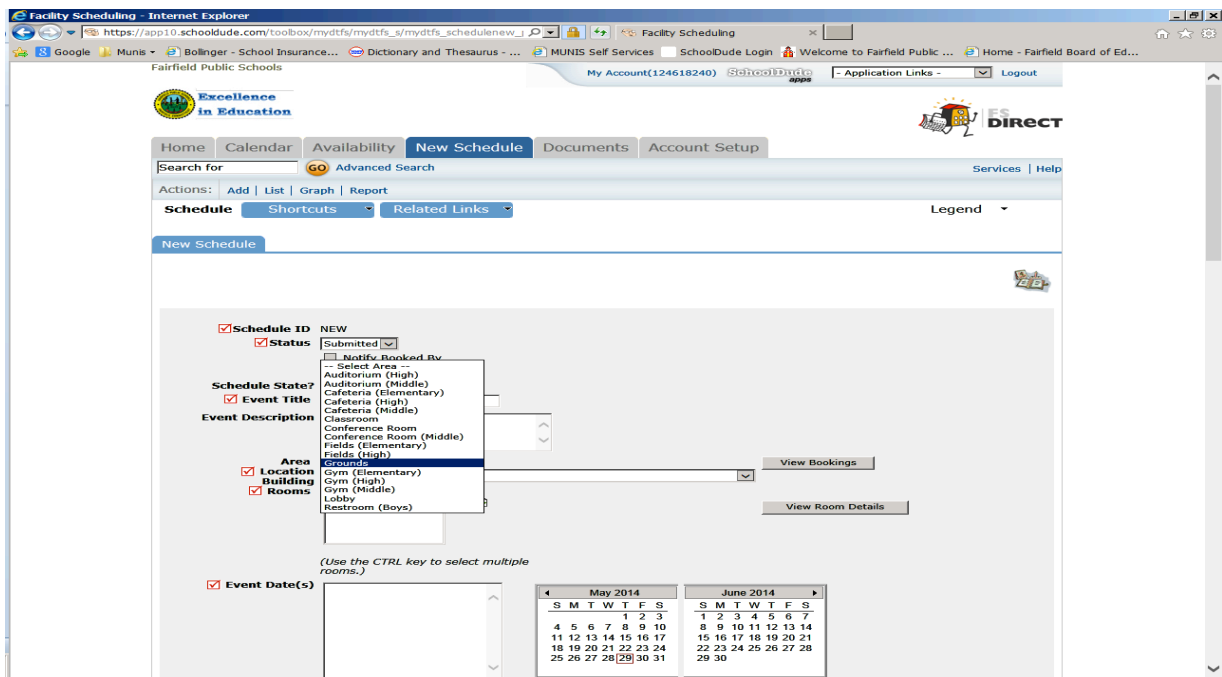 Facility Scheduling - Internet Explorer
https://app10.schooldude.com/toolbox/mydtfs/mydtfs_s/mydtfs_schedulenew_j Facility Scheduling
Google Munis Bollinger - School Insurance... Dictionary and Thesaurus - ... MUNIS Self Services SchoolDude Login Welcome to Fairfield Public ... Home - Fairfield Board of Ed...
Fairfield Public Schools
My Account(124618240) SchoolDude apps - Application Links - Logout
Excellence
in Education
FS
DIRECT
Home Calendar Availability New Schedule Documents Account Setup
Search for GO Advanced Search Services | Help
Actions: Add | List | Graph | Report
Schedule Shortcuts Related Links Legend
New Schedule
Schedule ID NEW
Status Submitted
Notify Booked By
-- Select Area --
Auditorium (High)
Schedule State? Auditorium (Middle)
Cafeteria (Elementary)
Event Title Cafeteria (High)
Cafeteria (Middle)
Event Description Classroom
Conference Room
Conference Room (Middle)
Fields (Elementary)
Fields (High)
Area Grounds View Bookings
Location Gym (Elementary)
Building Gym (High)
Rooms Gym (Middle)
Lobby
Restroom (Boys) View Room Details
(Use the CTRL key to select multiple
rooms.)
Event Date(s)
May 2014 June 2014
S M T W T F S S M T W T F S
1 2 3 1 2 3 4 5 6 7
4 5 6 7 8 9 10 8 9 10 11 12 13 14
11 12 13 14 15 16 17 15 16 17 18 19 20 21
18 19 20 21 22 23 24 22 23 24 25 26 27 28
25 26 27 28 29 30 31 29 30